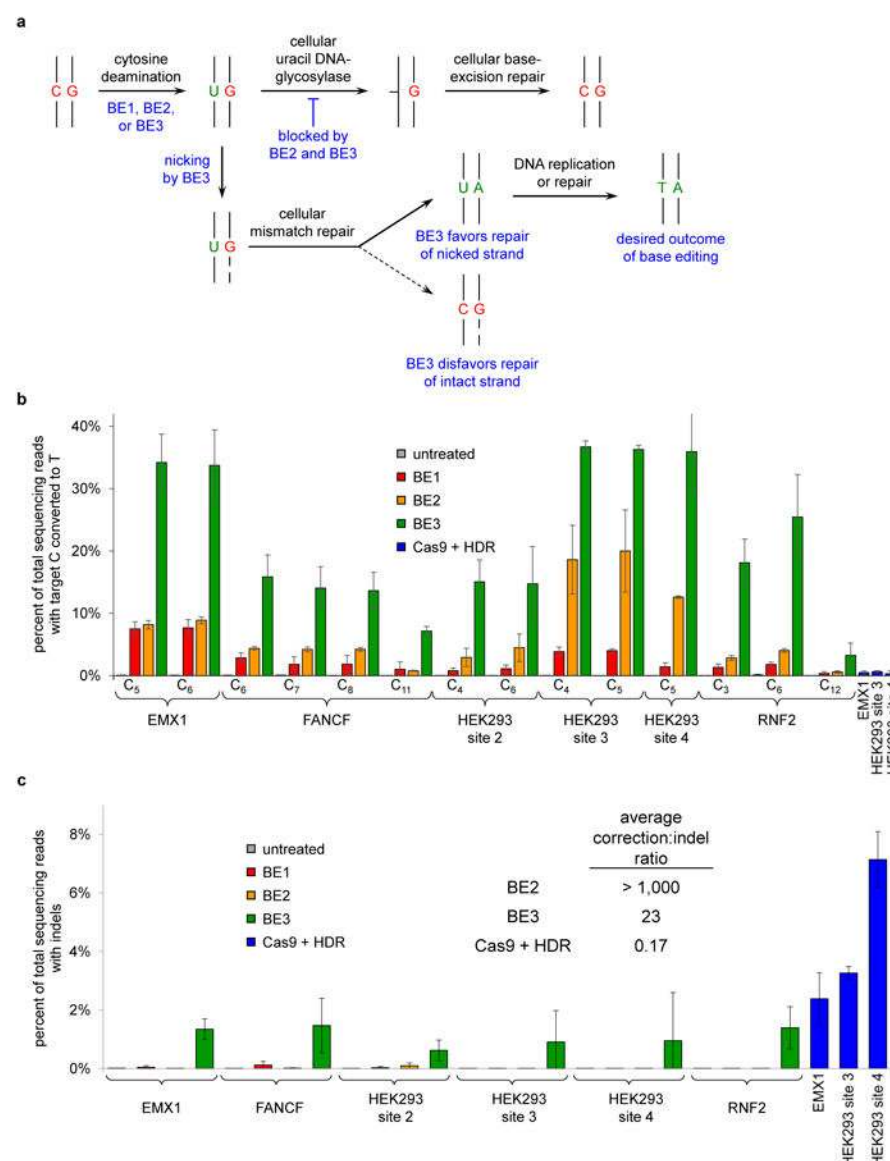 a
cytosine
deamination
cellular
uracil DNA-
glycosylase
cellular base-
excision repair
C G
U G
G
C G
BE1, BE2,
or BE3
blocked by
BE2 and BE3
nicking
by BE3
DNA replication
or repair
U A
T A
cellular
mismatch repair
U G
BE3 favors repair
of nicked strand
desired outcome
of base editing
C G
BE3 disfavors repair
of intact strand
b
percent of total sequencing reads
with target C converted to T
40%
30%
20%
10%
0%
untreated
BE1
BE2
BE3
Cas9 + HDR
C5 C6 C6 C7 C8 C11 C4 C6 C4 C5 C5 C3 C6 C12
EMX1
FANCF
HEK293
site 2
HEK293
site 3
HEK293
site 4
RNF2
EMX1
HEK293 site 3
c
percent of total sequencing reads
with indels
8%
6%
4%
2%
0%
untreated
BE1
BE2
BE3
Cas9 + HDR
average
correction:indel
ratio
BE2 > 1,000
BE3 23
Cas9 + HDR 0.17
EMX1
FANCF
HEK293
site 2
HEK293
site 3
HEK293
site 4
RNF2
EMX1
HEK293 site 3
HEK293 site 4